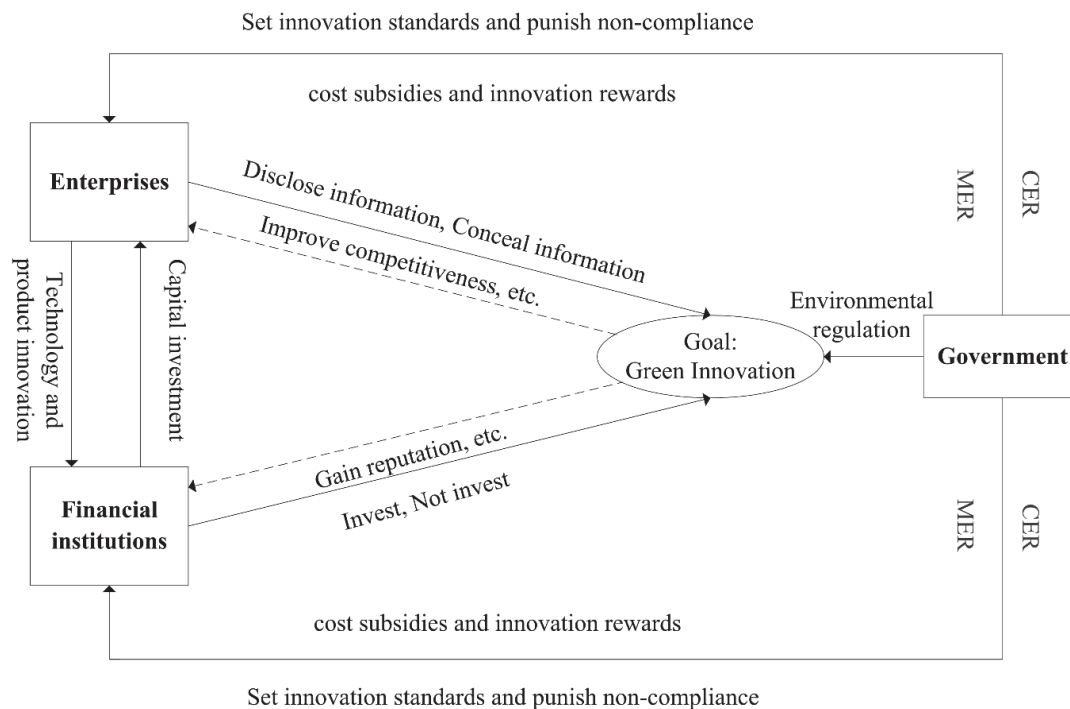 Set innovation standards and punish non-compliance
cost subsidies and innovation rewards
Enterprises
Disclose information, Conceal information
Improve competitiveness, etc.
MER
CER
Technology and
product innovation
Capital investment
Environmental
regulation
Goal:
Green Innovation
Government
Gain reputation, etc.
Invest, Not invest
Financial
institutions
MER
CER
cost subsidies and innovation rewards
Set innovation standards and punish non-compliance